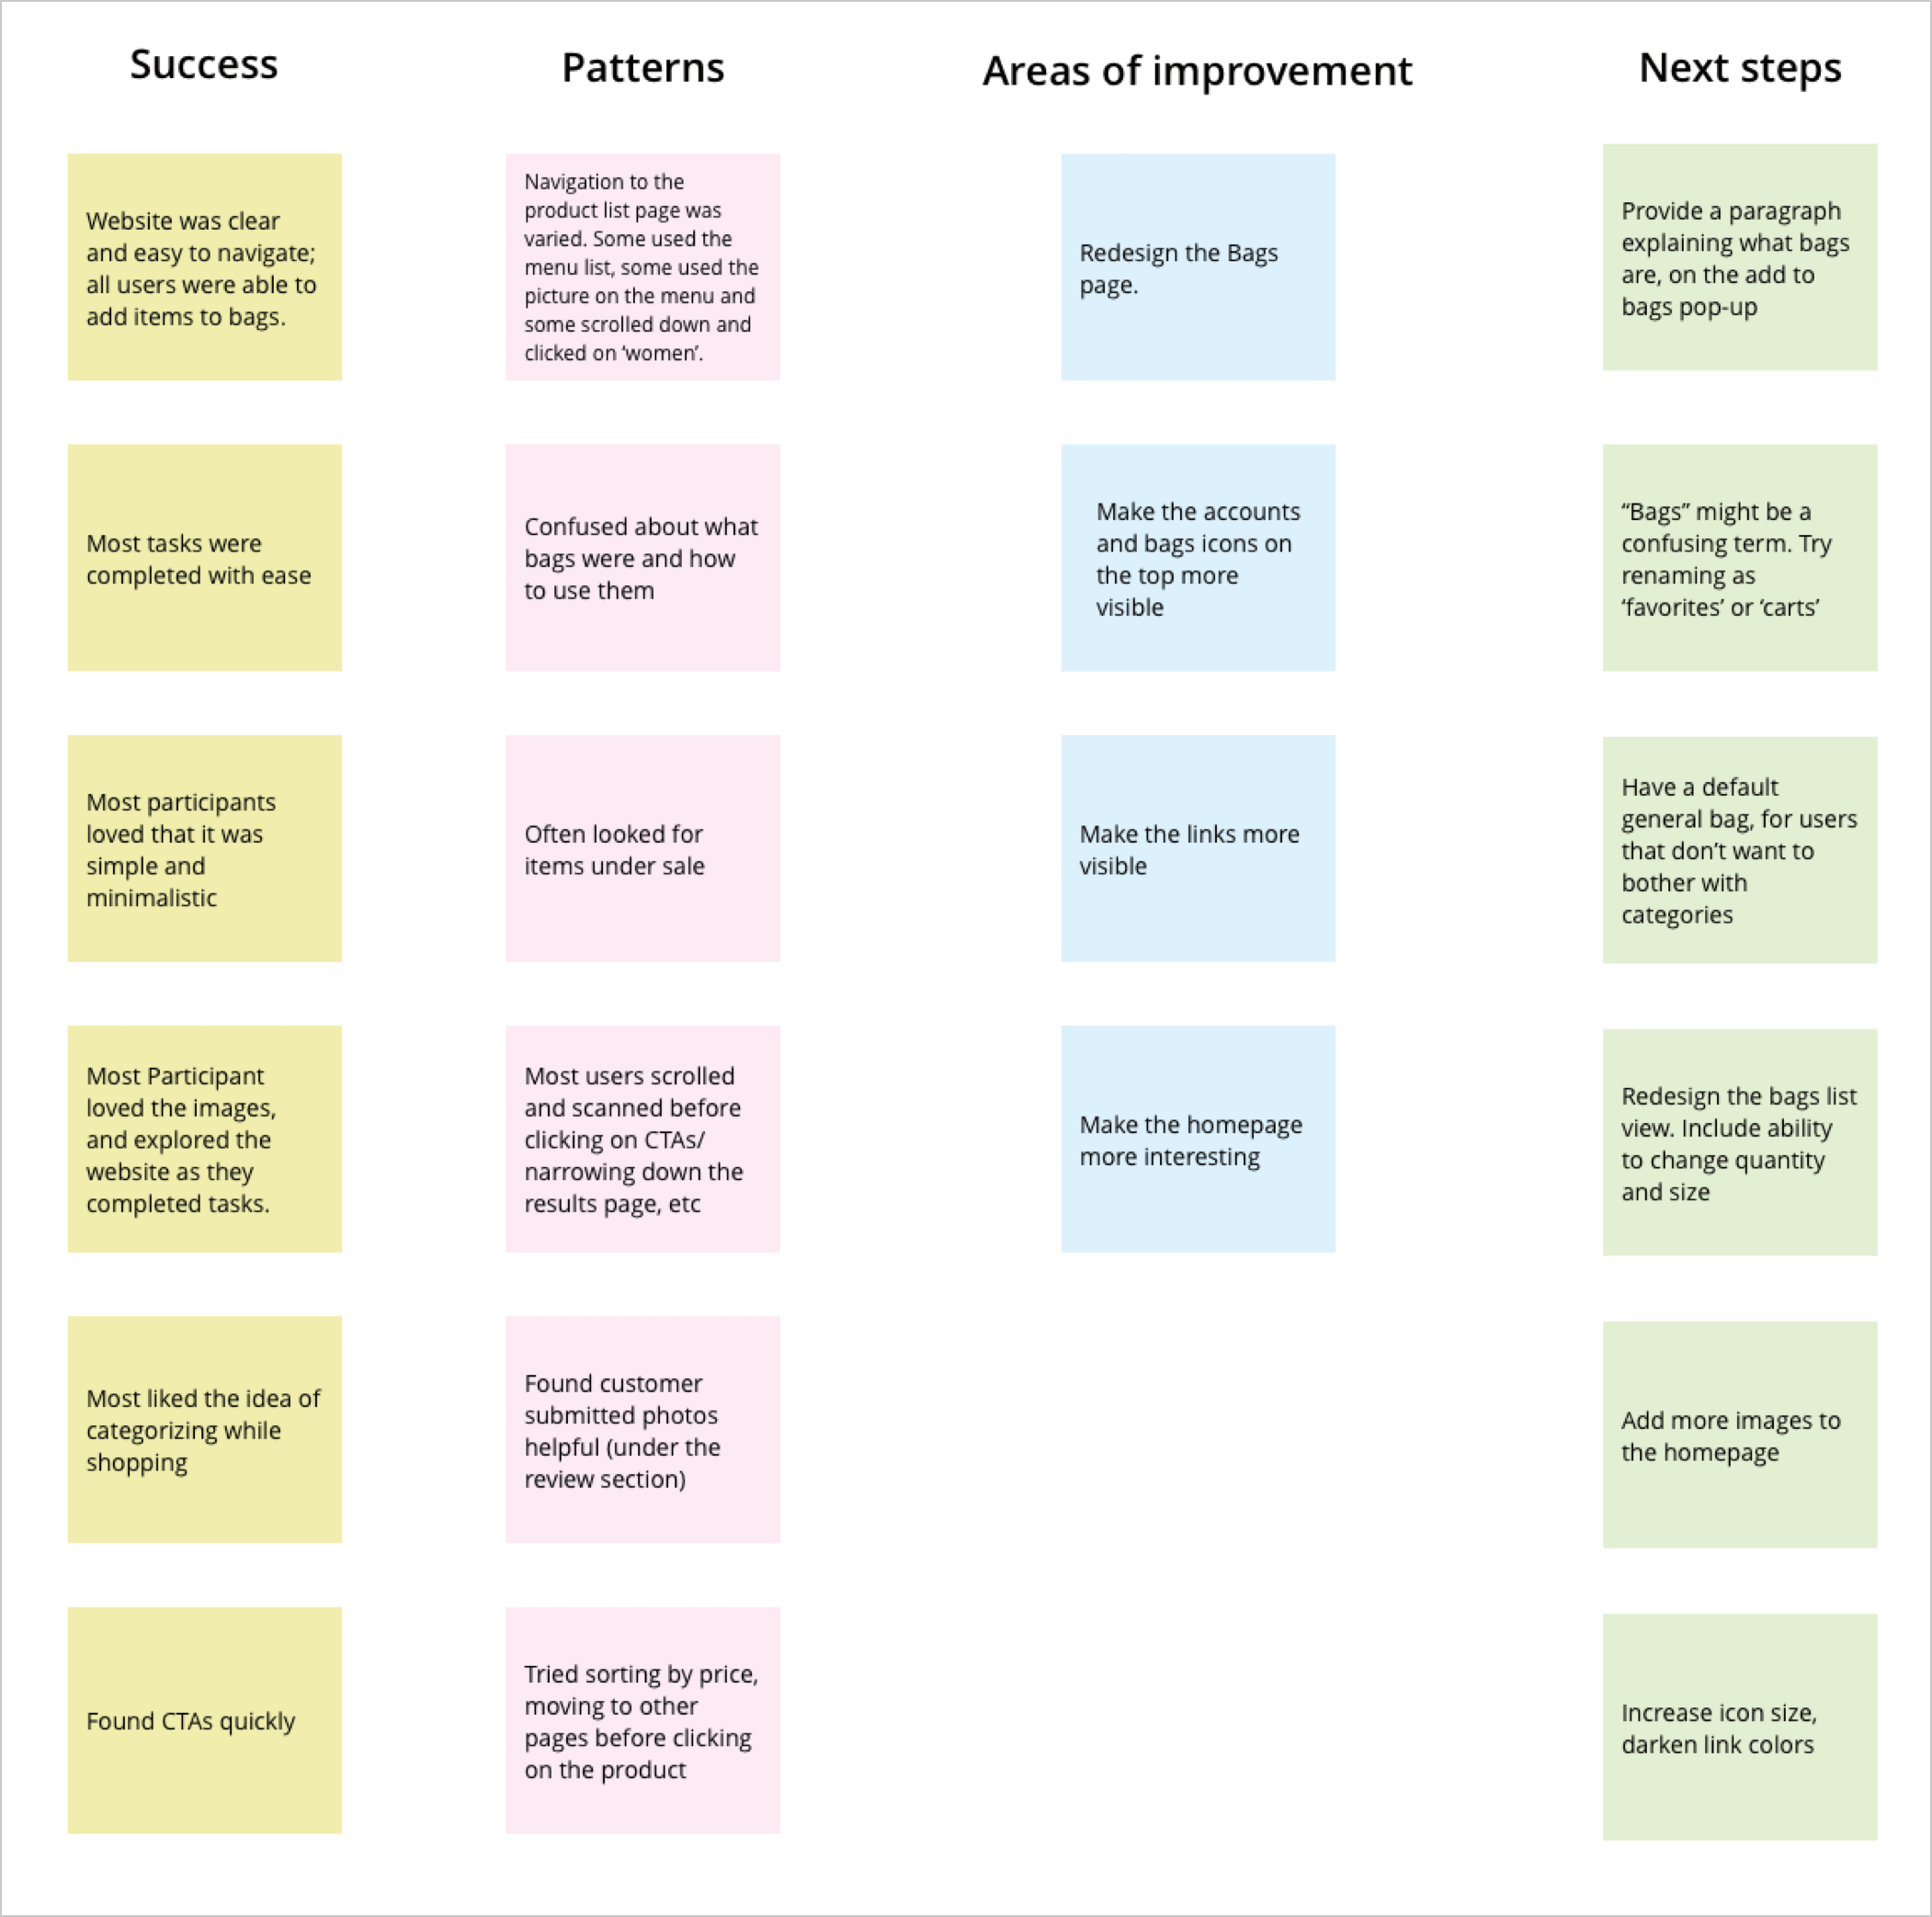 Success
Website was clear
and easy to navigate;
all users were able to
add items to bags.
Most tasks were
completed with ease
Most participants
loved that it was
simple and
minimalistic
Most Participant
loved the images,
and explored the
website as they
completed tasks.
Most liked the idea of
categorizing while
shopping
Found CTAs quickly
Patterns
Navigation to the
product list page was
varied. Some used the
menu list, some used the
picture on the menu and
some scrolled down and
clicked on ‘women’.
Confused about what
bags were and how
to use them
Often looked for
items under sale
Most users scrolled
and scanned before
clicking on CTAs/
narrowing down the
results page, etc
Found customer
submitted photos
helpful (under the
review section)
Tried sorting by price,
moving to other
pages before clicking
on the product
Areas of improvement
Redesign the Bags
page.
Make the accounts
and bags icons on
the top more
visible
Make the links more
visible
Make the homepage
more interesting
Next steps
Provide a paragraph
explaining what bags
are, on the add to
bags pop-up
“Bags” might be a
confusing term. Try
renaming as
‘favorites’ or ‘carts’
Have a default
general bag, for users
that don’t want to
bother with
categories
Redesign the bags list
view. Include ability
to change quantity
and size
Add more images to
the homepage
Increase icon size,
darken link colors